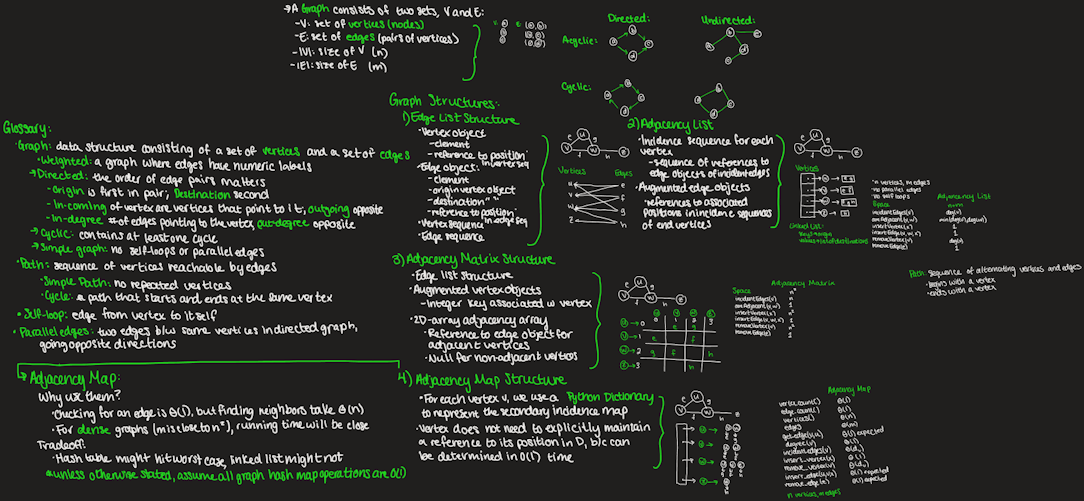 →A Graph consists of two sets, V and E:
-V: set of vertices (nodes)
-E: set of edges (pairs of vertices)
-|V|: size of V (n)
-|E|: size of E (m)
Directed:
Undirected:
Acyclic:
Cyclic:
Glossary:
•Graph: data structure consisting of a set of vertices and a set of edges
•Weighted: a graph where edges have numeric labels
→Directed: the order of edge pairs matters
-Origin is first in pair; Destination second
-In-coming of vertex are vertices that point to it; outgoing opposite
-In-degree: # of edges pointing to the vertex, out-degree opposite
→Cyclic: contains at least one cycle
→Simple graph: no self-loops or parallel edges
•Path: sequence of vertices reachable by edges
•Simple Path: no repeated vertices
•Cycle: a path that starts and ends at the same vertex
•Self-loop: edge from vertex to itself
•Parallel edges: two edges b/w same vertices in directed graph,
going opposite directions
→Adjacency Map:
Why use them?
•Checking for an edge is Θ(1), but finding neighbors take Θ(n)
•For dense graphs (m is close to n²), running time will be close
Tradeoff:
•Hash table might hit worst case, linked list might not
*unless otherwise stated, assume all graph hash map operations are O(1)
Graph Structures:
1) Edge List Structure
•Vertex object
-element
-reference to position in vertex seq
•Edge object:
-element
-origin vertex object
-destination " "
-reference to position in edge seq
•Vertex sequence
•Edge sequence
Vertices
Edges
2) Adjacency List
•Incidence sequence for each
vertex
-sequence of references to
edge objects of incident edges
•Augmented edge objects
-references to associated
positions in incidence sequences
of end vertices
Vertices
•n vertices, m edges
•no parallel edges
•no self loops
Space
incidentEdges(v)
areAdjacent(v,w)
insertVertex(x)
insertEdge(v,w,x)
removeVertex(v)
removeEdge(e)
Adjacency List
n+m
deg(v)
min(deg(v),deg(w))
1
1
deg(v)
1
3) Adjacency Matrix Structure
•Edge list structure
•Augmented vertex objects
-Integer key associated w vertex
•2D-array adjacency array
-Reference to edge object for
adjacent vertices
-Null for non-adjacent vertices
Adjacency Matrix
Space n²
incidentEdges(v) n
areAdjacent(v,w) 1
insertVertex(x) n²
insertEdge(v,w,x) 1
removeVertex(v) n²
removeEdge(e) 1
Path: sequence of alternating vertices and edges
-begins with a vertex
-ends with a vertex
4) Adjacency Map Structure
•For each vertex v, we use a Python Dictionary
to represent the secondary incidence map
•Vertex does not need to explicitly maintain
a reference to its position in D, b/c can
be determined in O(1) time
Adjacency Map
vertex_count() Θ(1)
edge_count() Θ(1)
vertices() Θ(n)
edges() Θ(m)
get_edge(u,v) Θ(1) expected
degree(v) Θ(1)
incident_edges(v) Θ(dᵥ)
insert_vertex(x) Θ(1)
remove_vertex(v) Θ(dᵥ)
insert_edge(u,v,x) Θ(1) expected
remove_edge(e) Θ(1) expected
n vertices, m edges